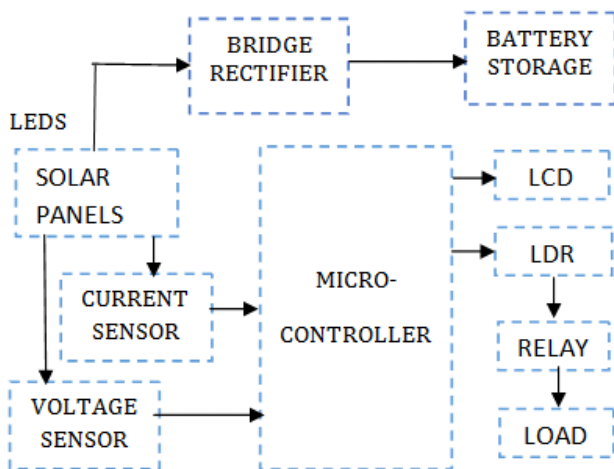 BRIDGE
RECTIFIER
BATTERY
STORAGE
LEDS
SOLAR
PANELS
CURRENT
SENSOR
VOLTAGE
SENSOR
MICRO-
CONTROLLER
LCD
LDR
RELAY
LOAD